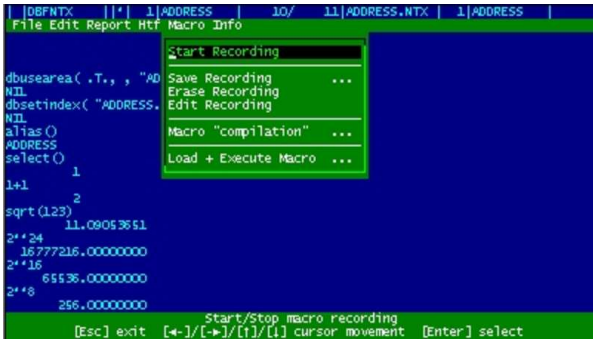 DBFNTX ||*| 1|ADDRESS | 10/ 11|ADDRESS.NTX | 1|ADDRESS |
File Edit Report Htf Macro Info
Start Recording
Save Recording ...
Erase Recording
Edit Recording
Macro "compilation" ...
Load + Execute Macro ...
dbusearea( .T., , "AD
NIL
dbsetindex( "ADDRESS.
NIL
alias()
ADDRESS
select()
1
1+1
2
sqrt(123)
11.09053651
2**24
16777216.00000000
2**16
65536.00000000
2**8
256.00000000
Start/Stop macro recording
[Esc] exit [◄-]/[-►]/[↑]/[↓] cursor movement [Enter] select